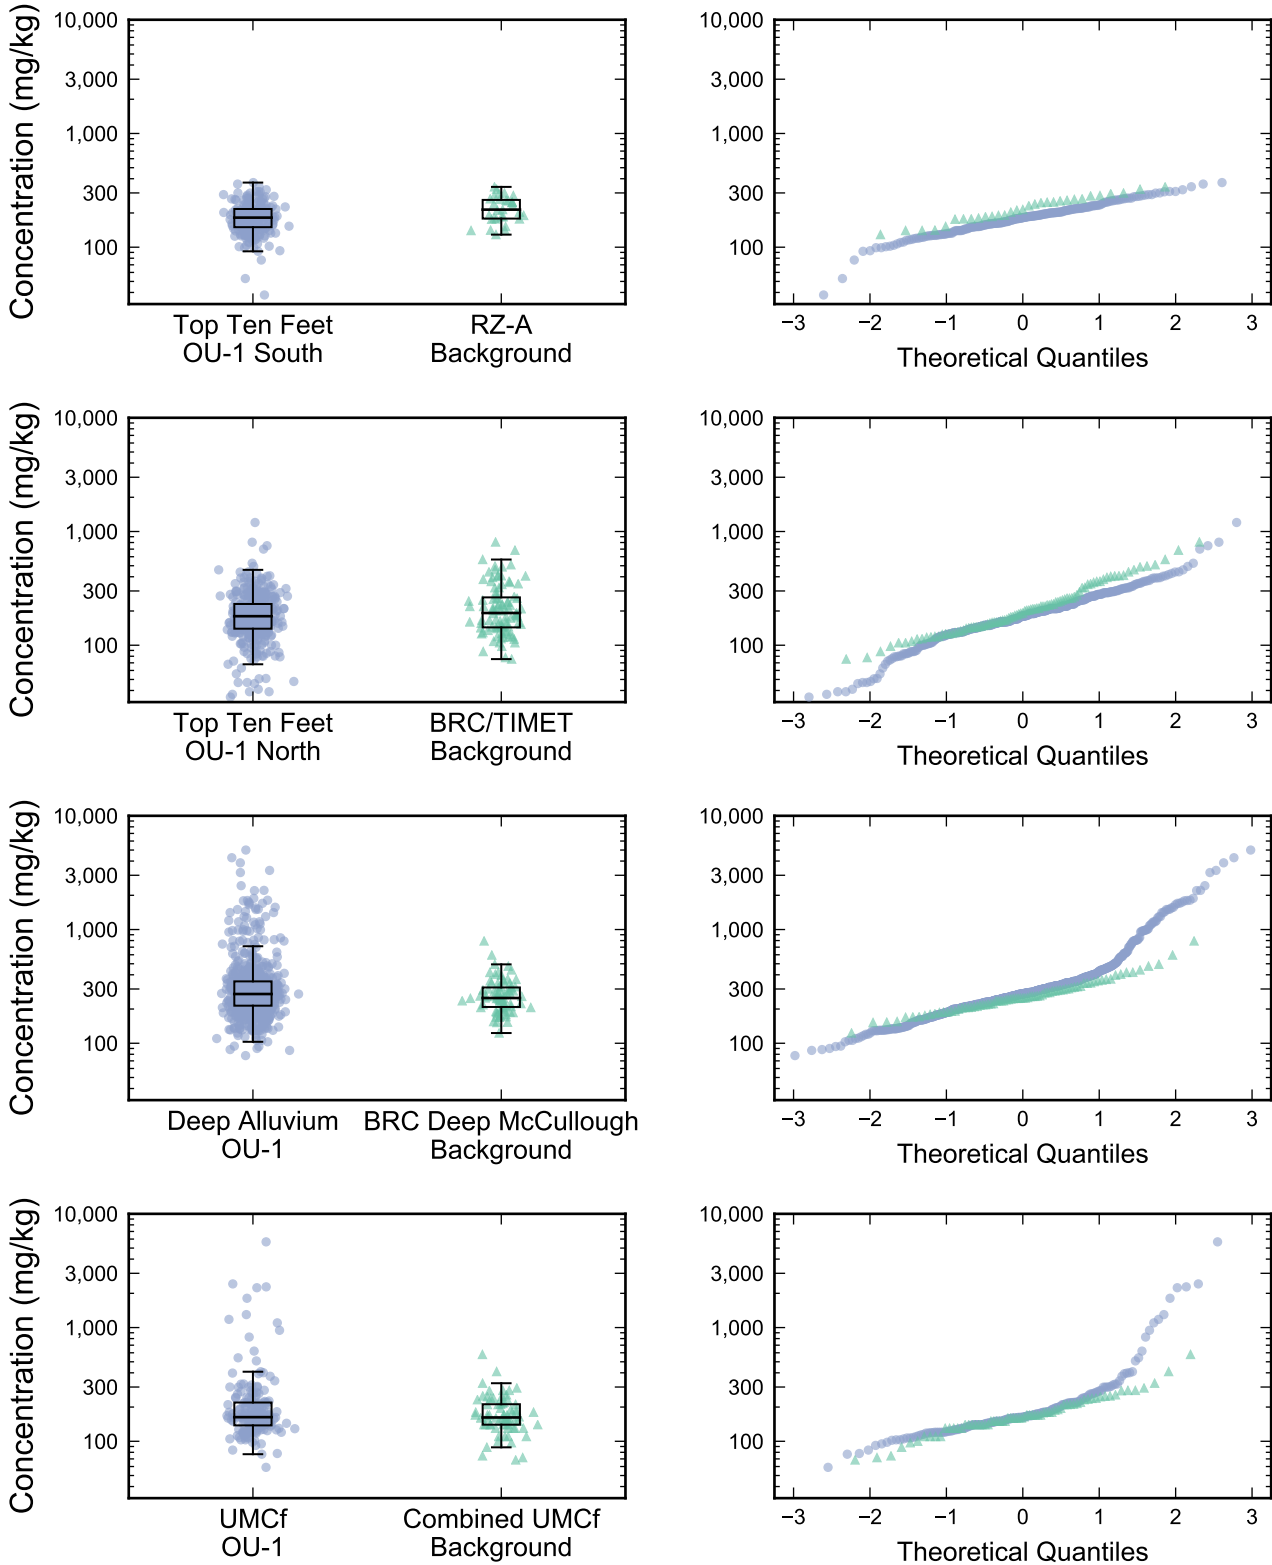 Concentration (mg/kg)
10,000
3,000
1,000
300
100
Top Ten Feet
OU-1 South
RZ-A
Background
10,000
3,000
1,000
300
100
−3
−2
−1
0
1
2
3
Theoretical Quantiles
Concentration (mg/kg)
10,000
3,000
1,000
300
100
Top Ten Feet
OU-1 North
BRC/TIMET
Background
10,000
3,000
1,000
300
100
−3
−2
−1
0
1
2
3
Theoretical Quantiles
Concentration (mg/kg)
10,000
3,000
1,000
300
100
Deep Alluvium
OU-1
BRC Deep McCullough
Background
10,000
3,000
1,000
300
100
−3
−2
−1
0
1
2
3
Theoretical Quantiles
Concentration (mg/kg)
10,000
3,000
1,000
300
100
UMCf
OU-1
Combined UMCf
Background
10,000
3,000
1,000
300
100
−3
−2
−1
0
1
2
3
Theoretical Quantiles